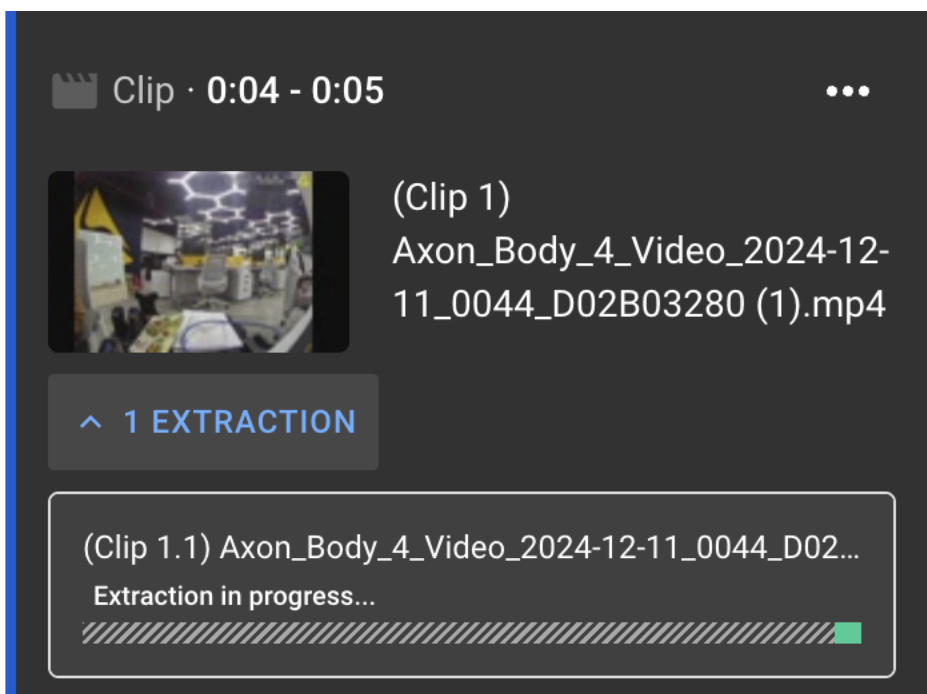 Clip · 0:04 - 0:05
(Clip 1)
Axon_Body_4_Video_2024-12-
11_0044_D02B03280 (1).mp4
1 EXTRACTION
(Clip 1.1) Axon_Body_4_Video_2024-12-11_0044_D02...
Extraction in progress...